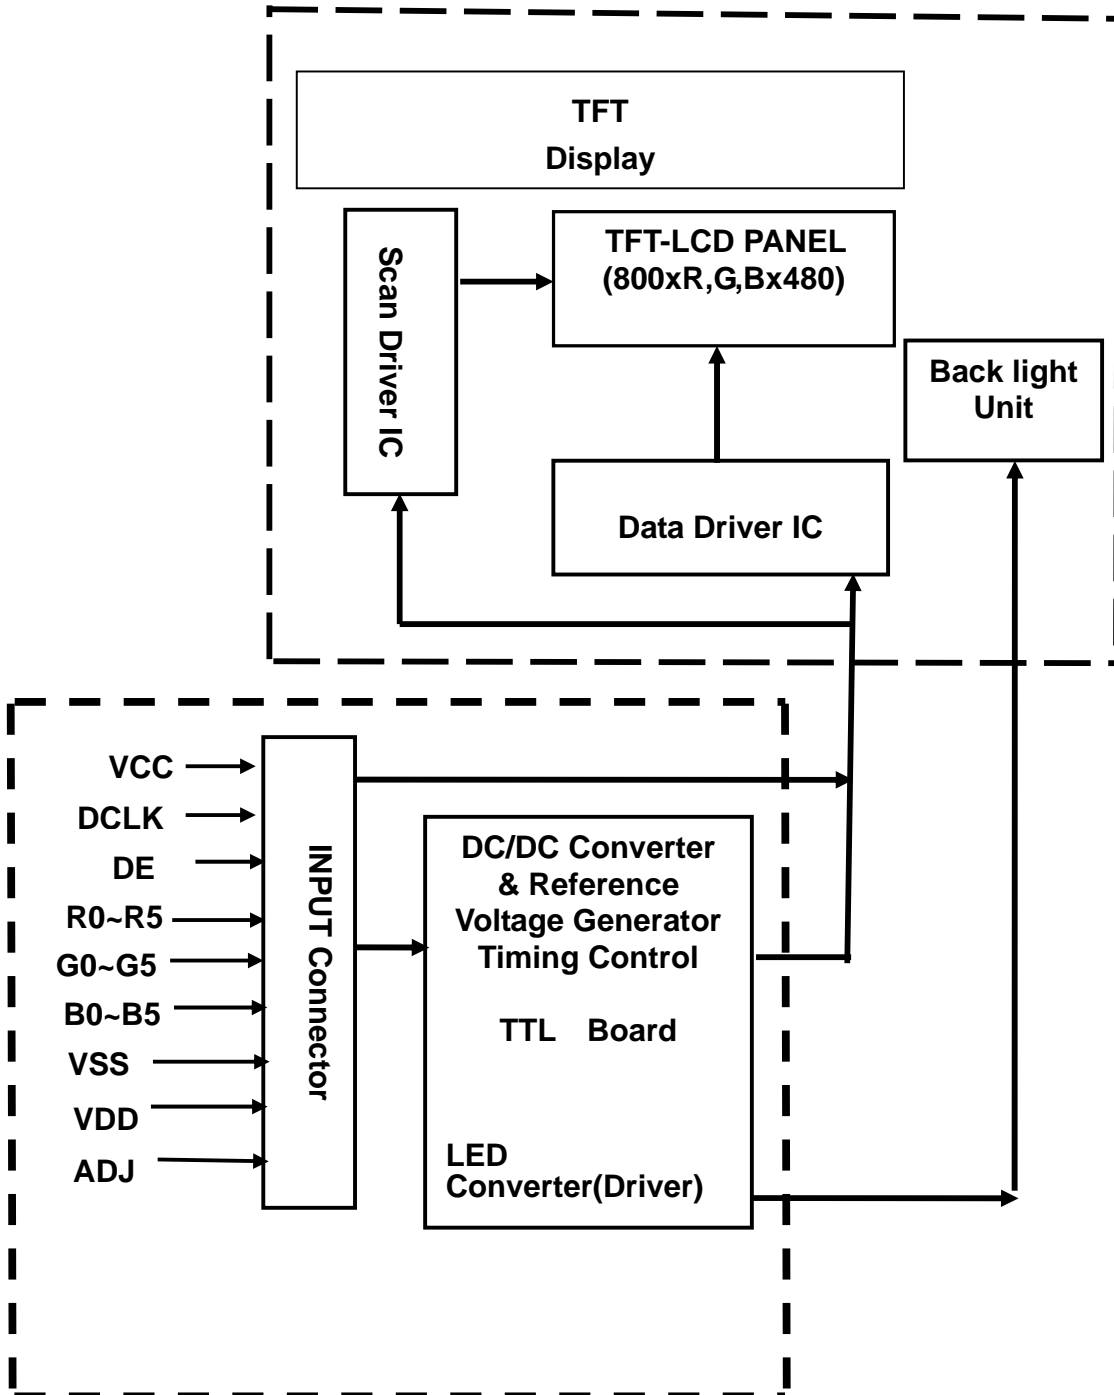 TFT
Display
TFT-LCD PANEL
(800xR,G,Bx480)
Scan Driver IC
Back light
Unit
Data Driver IC
VCC
DCLK
DE
R0~R5
G0~G5
B0~B5
VSS
VDD
ADJ
INPUT Connector
DC/DC Converter
& Reference
Voltage Generator
Timing Control
TTL Board
LED
Converter(Driver)